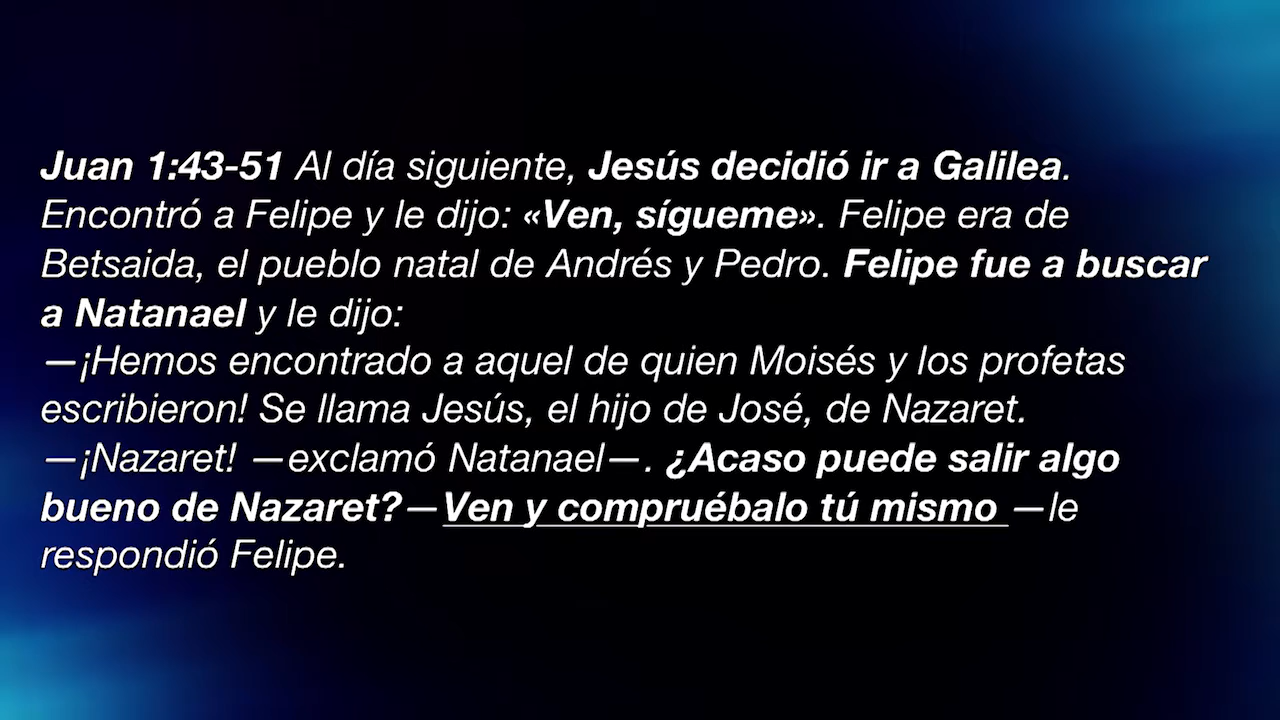 Juan 1:43-51 Al día siguiente, Jesús decidió ir a Galilea.
Encontró a Felipe y le dijo: «Ven, sígueme». Felipe era de
Betsaida, el pueblo natal de Andrés y Pedro. Felipe fue a buscar
a Natanael y le dijo:
—¡Hemos encontrado a aquel de quien Moisés y los profetas
escribieron! Se llama Jesús, el hijo de José, de Nazaret.
—¡Nazaret! —exclamó Natanael—. ¿Acaso puede salir algo
bueno de Nazaret?—Ven y compruébalo tú mismo —le
respondió Felipe.